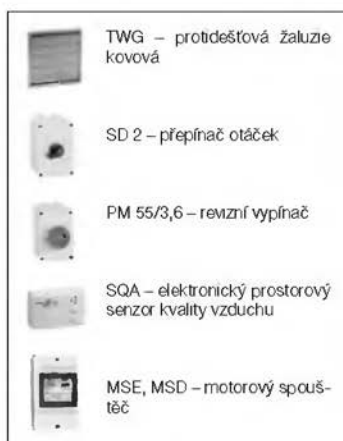 TWG – protidešťová žaluzie
kovová
SD 2 – přepínač otáček
PM 55/3,6 – revizní vypínač
SQA – elektronický prostorový
senzor kvality vzduchu
MSE, MSD – motorový spouš-
těč